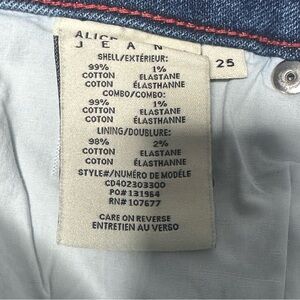 ALICE
JEAN
25
SHELL/EXTÉRIEUR:
99% 1%
COTTON ELASTANE
COTON ÉLASTHANNE
COMBO/COMBO:
99% 1%
COTTON ELASTANE
COTON ÉLASTHANNE
LINING/DOUBLURE:
98% 2%
COTTON ELASTANE
COTON ÉLASTHANNE
STYLE#/NUMÉRO DE MODÈLE
CD402303300
PO# 131964
RN# 107677
CARE ON REVERSE
ENTRETIEN AU VERSO